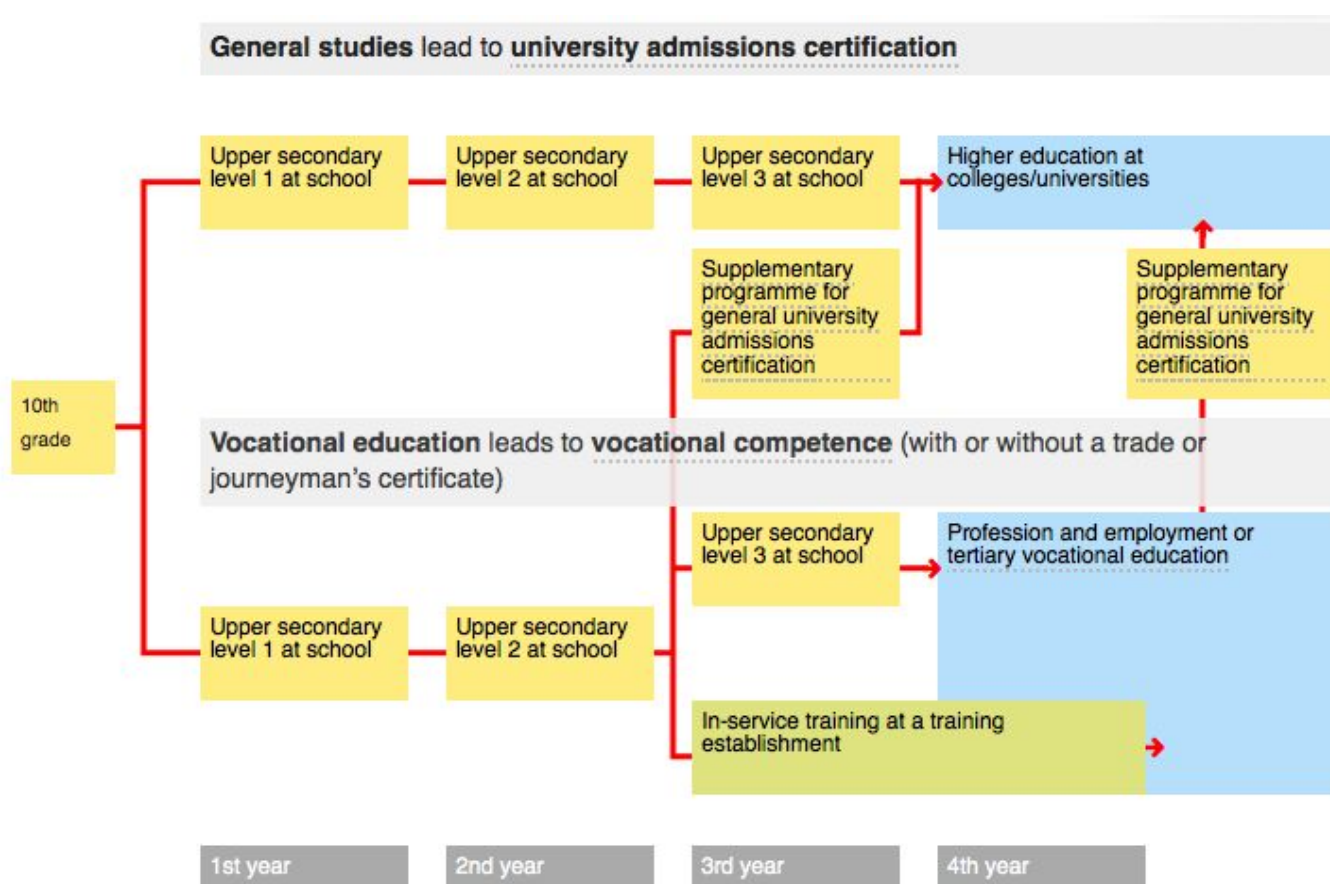 General studies lead to university admissions certification
Upper secondary
level 1 at school
Upper secondary
level 2 at school
Upper secondary
level 3 at school
Higher education at
colleges/universities
Supplementary
programme for
general university
admissions
certification
Supplementary
programme for
general university
admissions
certification
10th
grade
Vocational education leads to vocational competence (with or without a trade or
journeyman’s certificate)
Upper secondary
level 3 at school
Profession and employment or
tertiary vocational education
Upper secondary
level 1 at school
Upper secondary
level 2 at school
In-service training at a training
establishment
1st year
2nd year
3rd year
4th year